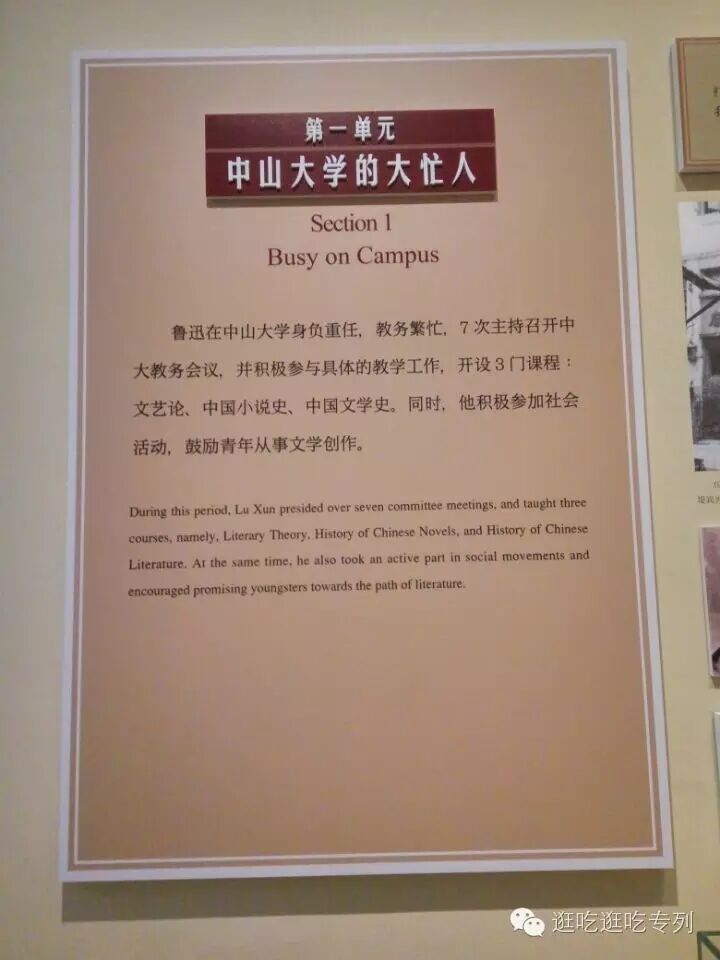 第一单元
中山大学的大忙人
Section 1
Busy on Campus
鲁迅在中山大学身负重任，教务繁忙，7次主持召开中
大教务会议，并积极参与具体的教学工作，开设3门课程：
文艺论、中国小说史、中国文学史。同时，他积极参加社会
活动，鼓励青年从事文学创作。
During this period, Lu Xun presided over seven committee meetings, and taught three
courses, namely, Literary Theory, History of Chinese Novels, and History of Chinese
Literature. At the same time, he also took an active part in social movements and
encouraged promising youngsters towards the path of literature.
逛吃逛吃专列